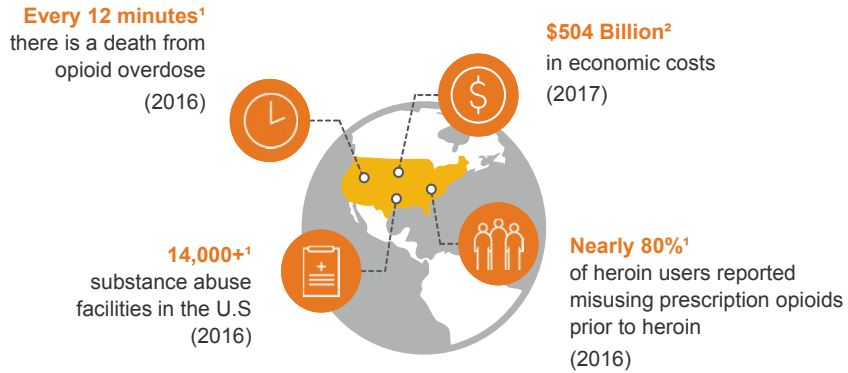 Every 12 minutes¹
there is a death from
opioid overdose
(2016)
$504 Billion²
in economic costs
(2017)
$
14,000+¹
substance abuse
facilities in the U.S
(2016)
Nearly 80%¹
of heroin users reported
misusing prescription opioids
prior to heroin
(2016)